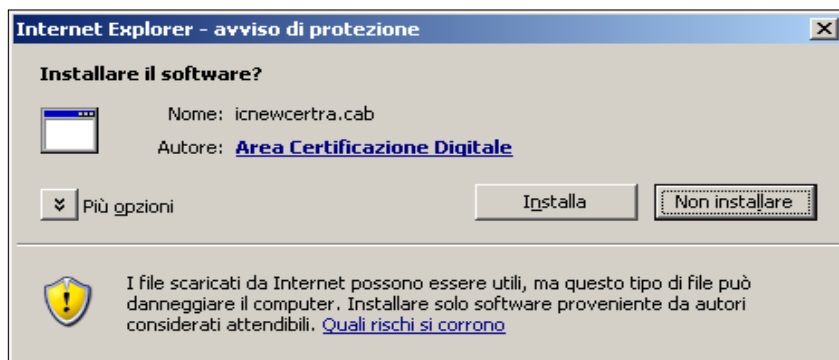 Internet Explorer - avviso di protezione
Installare il software?
Nome: icnewcertra.cab
Autore: Area Certificazione Digitale
Più opzioni
Installa
Non installare
I file scaricati da Internet possono essere utili, ma questo tipo di file può
danneggiare il computer. Installare solo software proveniente da autori
considerati attendibili. Quali rischi si corrono